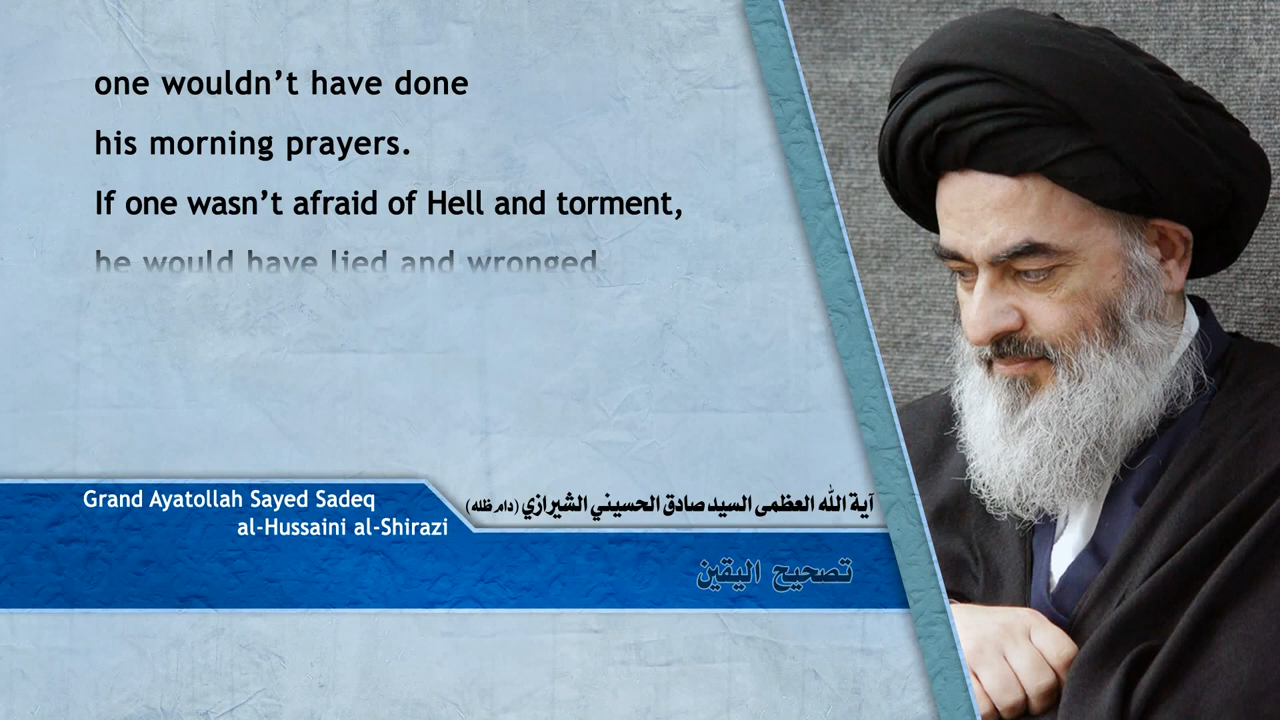 one wouldn’t have done
his morning prayers.
If one wasn’t afraid of Hell and torment,
he would have lied and wronged
Grand Ayatollah Sayed Sadeq
al-Hussaini al-Shirazi
آية الله العظمى السيد صادق الحسيني الشيرازي (دام ظله)
تصحيح اليقين